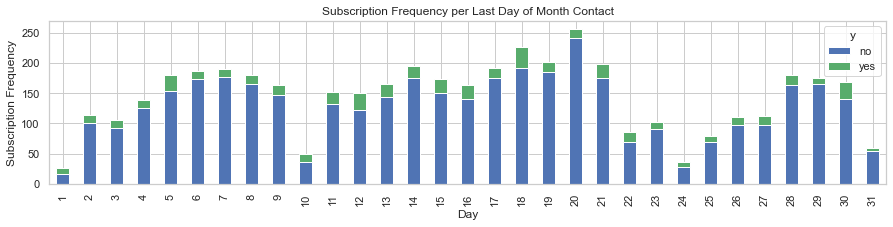 Subscription Frequency per Last Day of Month Contact
Subscription Frequency
250
200
150
100
50
0
y
no
yes
1 2 3 4 5 6 7 8 9 10 11 12 13 14 15 16 17 18 19 20 21 22 23 24 25 26 27 28 29 30 31
Day